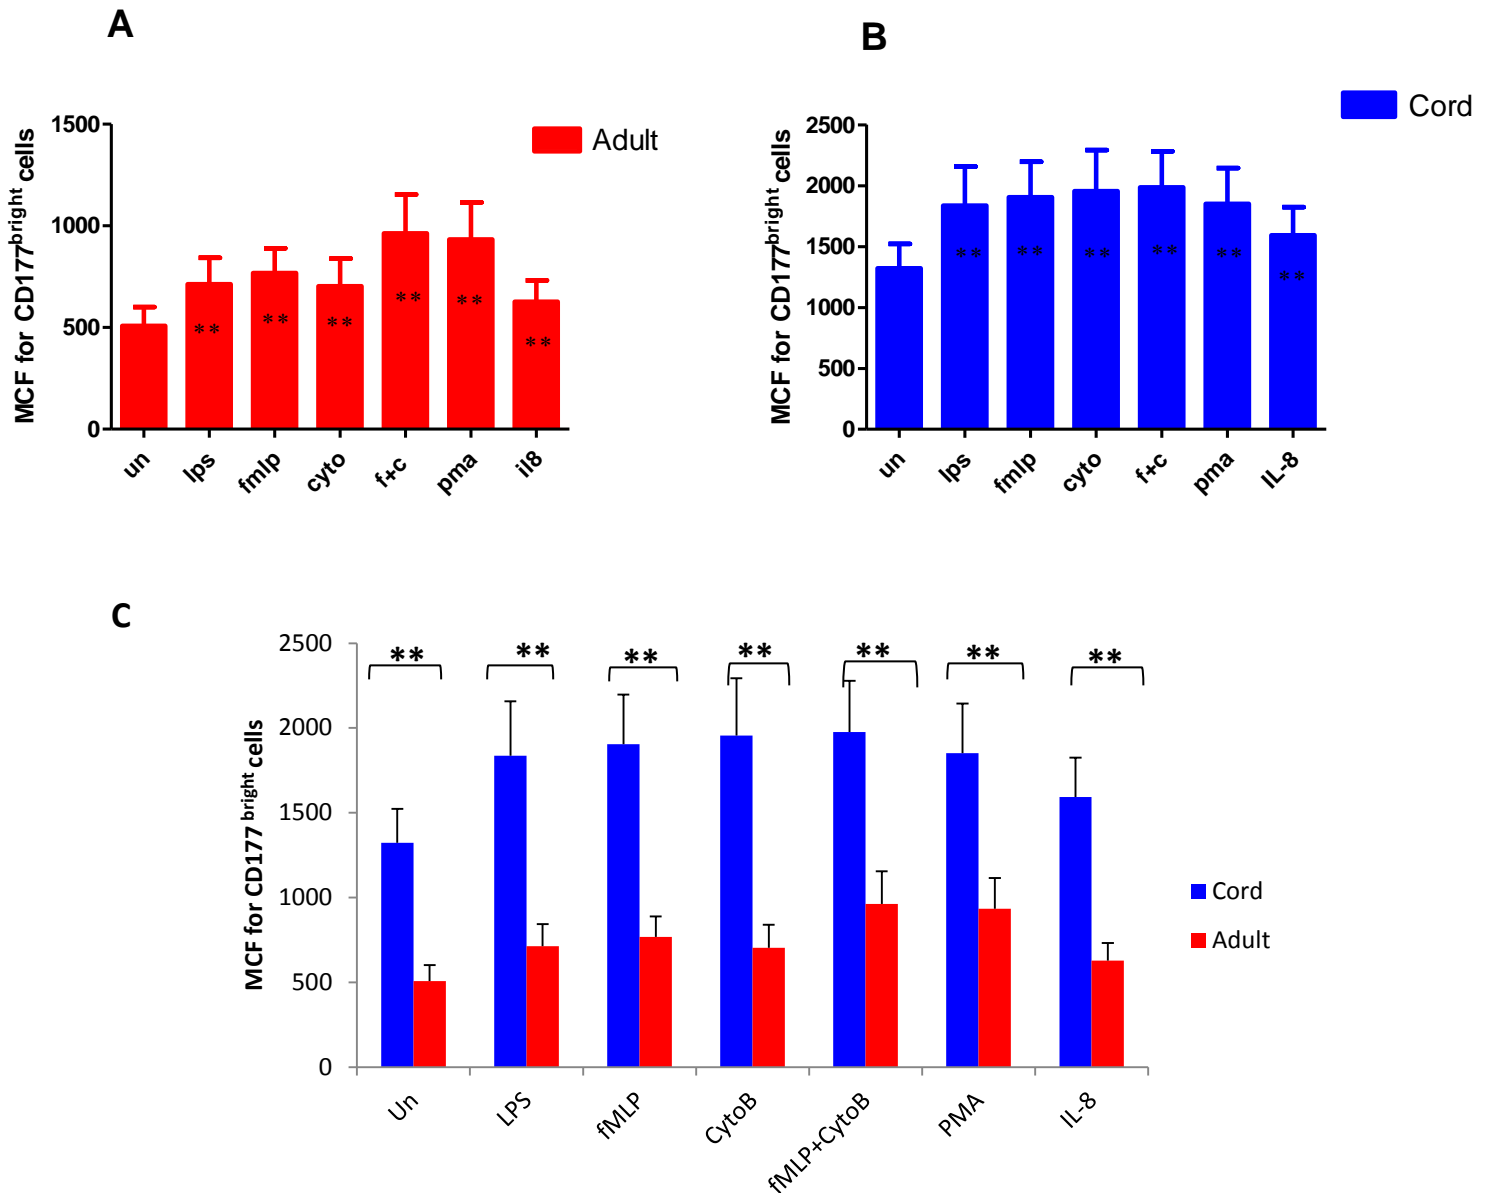 A
MCF for CD177bright cells
1500
1000
500
0
Adult
**
**
**
**
**
**
un
lps
fmlp
cyto
f+c
pma
il8
B
MCF for CD177bright cells
2500
2000
1500
1000
500
0
Cord
**
**
**
**
**
**
un
lps
fmlp
cyto
f+c
pma
IL-8
C
MCF for CD177 bright cells
2500
2000
1500
1000
500
0
**
**
**
**
**
**
**
Un
LPS
fMLP
CytoB
fMLP+CytoB
PMA
IL-8
Cord
Adult